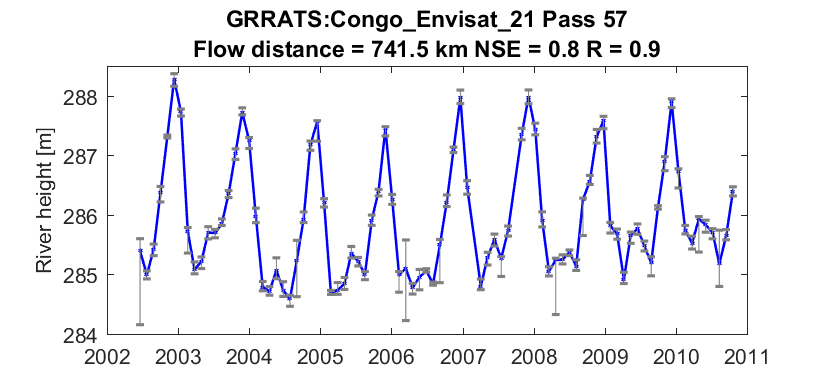 GRRATS:Congo_Envisat_21 Pass 57
Flow distance = 741.5 km NSE = 0.8 R = 0.9
River height [m]
288
287
286
285
284
2002 2003 2004 2005 2006 2007 2008 2009 2010 2011